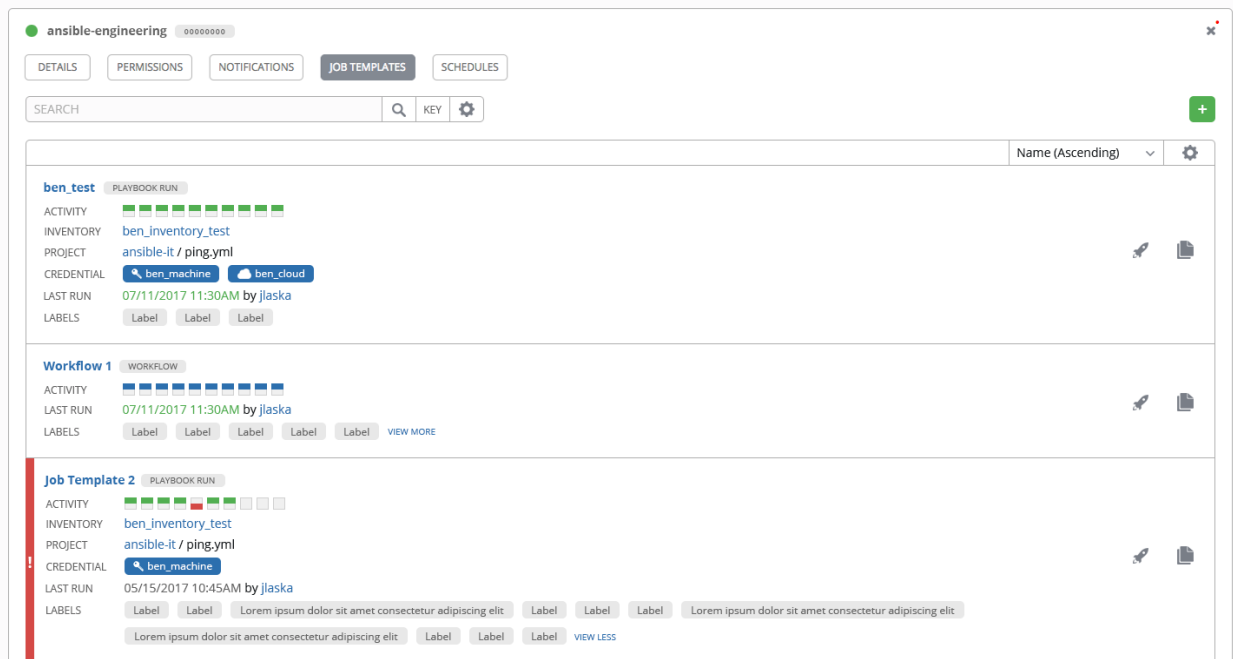 ansible-engineering 00000000
DETAILS PERMISSIONS NOTIFICATIONS JOB TEMPLATES SCHEDULES
SEARCH KEY +
Name (Ascending)
ben_test PLAYBOOK RUN
ACTIVITY
INVENTORY ben_inventory_test
PROJECT ansible-it / ping.yml
CREDENTIAL ben_machine ben_cloud
LAST RUN 07/11/2017 11:30AM by jlaska
LABELS Label Label Label
Workflow 1 WORKFLOW
ACTIVITY
LAST RUN 07/11/2017 11:30AM by jlaska
LABELS Label Label Label Label Label VIEW MORE
Job Template 2 PLAYBOOK RUN
ACTIVITY
INVENTORY ben_inventory_test
PROJECT ansible-it / ping.yml
! CREDENTIAL ben_machine
LAST RUN 05/15/2017 10:45AM by jlaska
LABELS Label Label Lorem ipsum dolor sit amet consectetur adipiscing elit Label Label Label Lorem ipsum dolor sit amet consectetur adipiscing elit
Lorem ipsum dolor sit amet consectetur adipiscing elit Label Label Label VIEW LESS